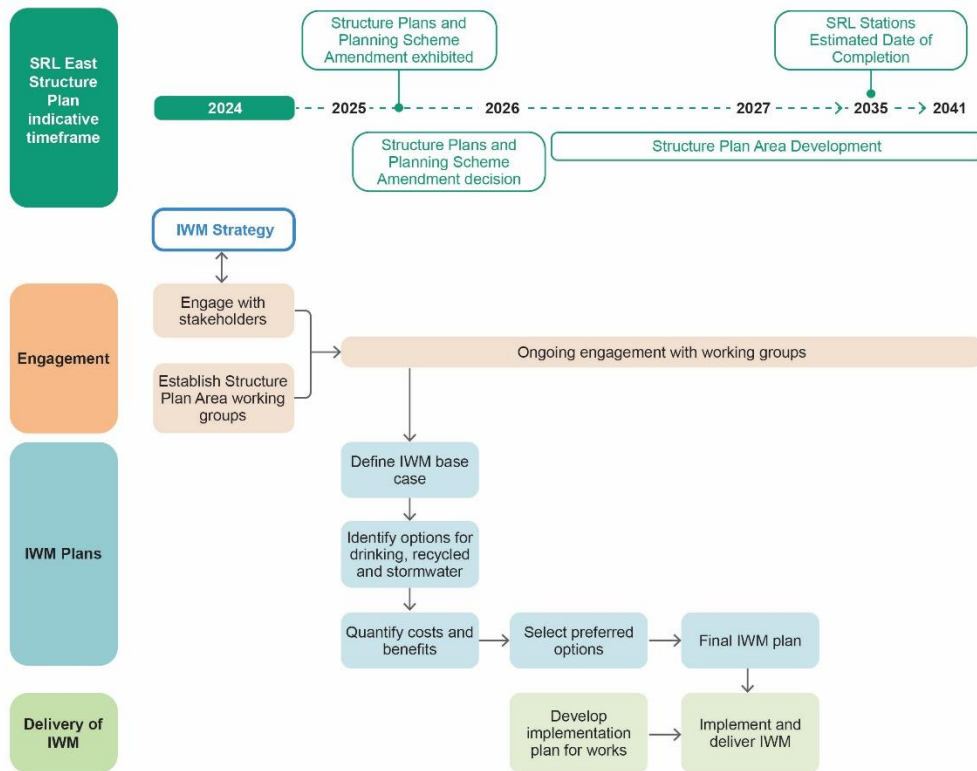 SRL East
Structure
Plan
indicative
timeframe
Structure Plans and
Planning Scheme
Amendment exhibited
SRL Stations
Estimated Date of
Completion
2024 2025 2026 2027 2035 2041
Structure Plans and
Planning Scheme
Amendment decision
Structure Plan Area Development
IWM Strategy
Engagement
Engage with
stakeholders
Establish Structure
Plan Area working
groups
Ongoing engagement with working groups
IWM Plans
Define IWM base
case
Identify options for
drinking, recycled
and stormwater
Quantify costs and
benefits
Select preferred
options
Final IWM plan
Delivery of
IWM
Develop
implementation
plan for works
Implement and
deliver IWM